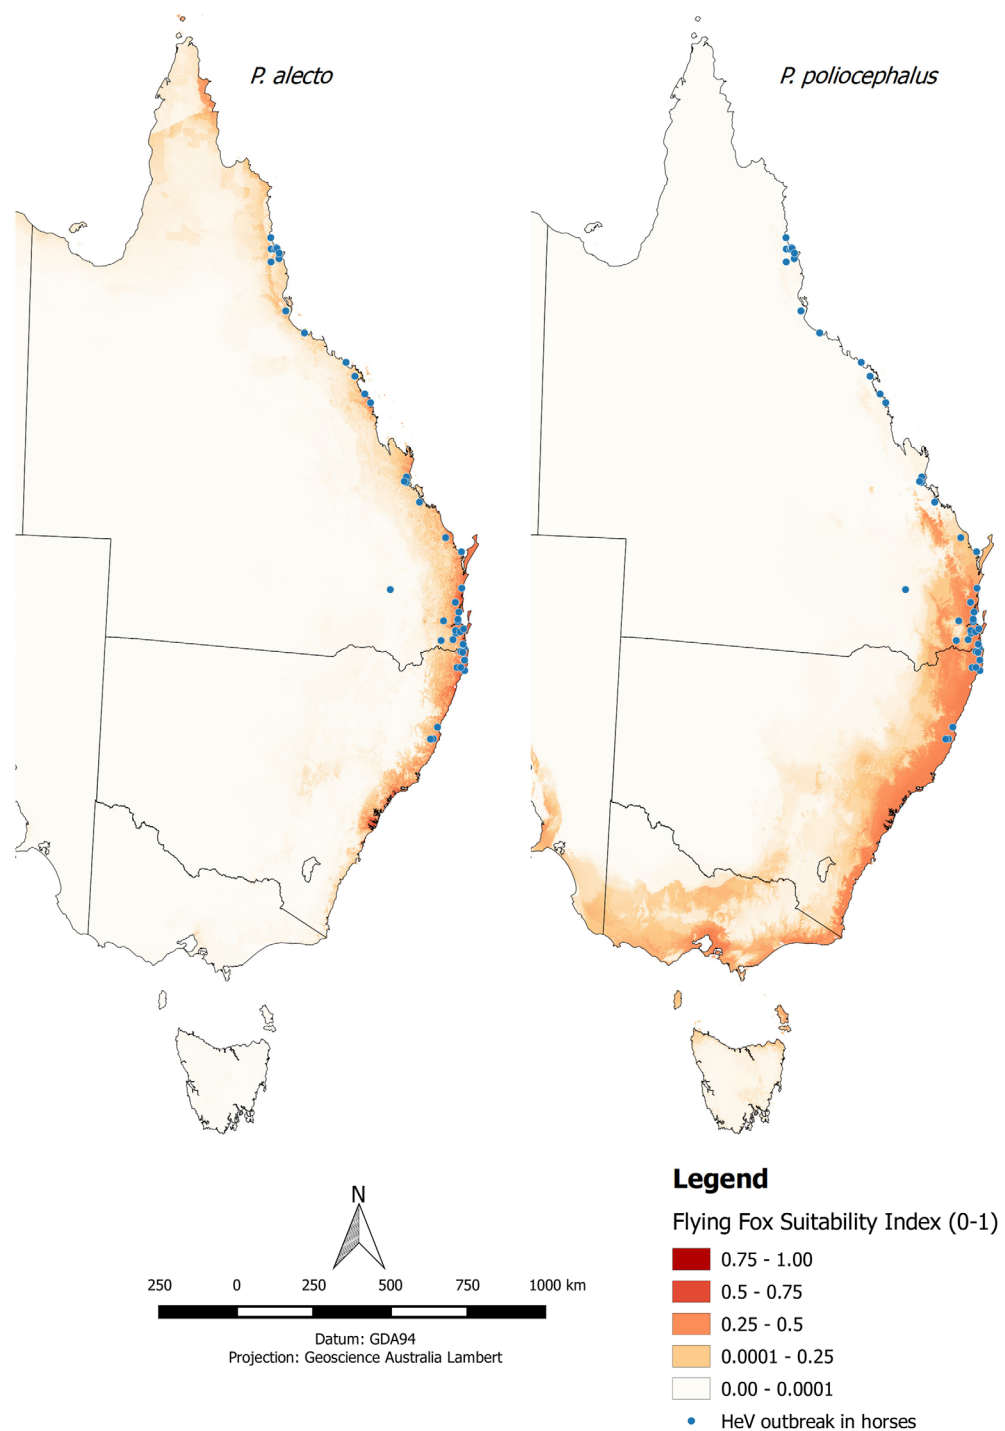 P. alecto
P. poliocephalus
N
250 0 250 500 750 1000 km
Datum: GDA94
Projection: Geoscience Australia Lambert
Legend
Flying Fox Suitability Index (0-1)
0.75 - 1.00
0.5 - 0.75
0.25 - 0.5
0.0001 - 0.25
0.00 - 0.0001
HeV outbreak in horses